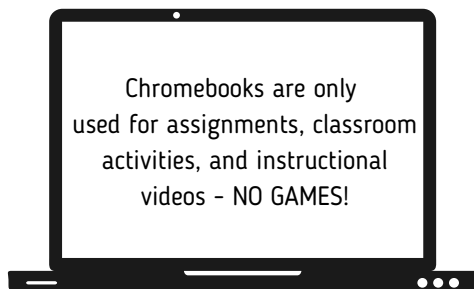 Chromebooks are only
used for assignments, classroom
activities, and instructional
videos - NO GAMES!